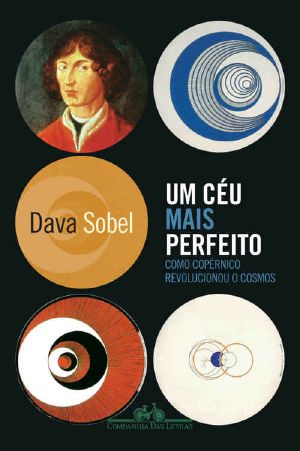 Dava Sobel
UM CÉU
MAIS
PERFEITO
COMO COPÉRNICO
REVOLUCIONOU O COSMOS
COMPANHIA DAS LETRAS